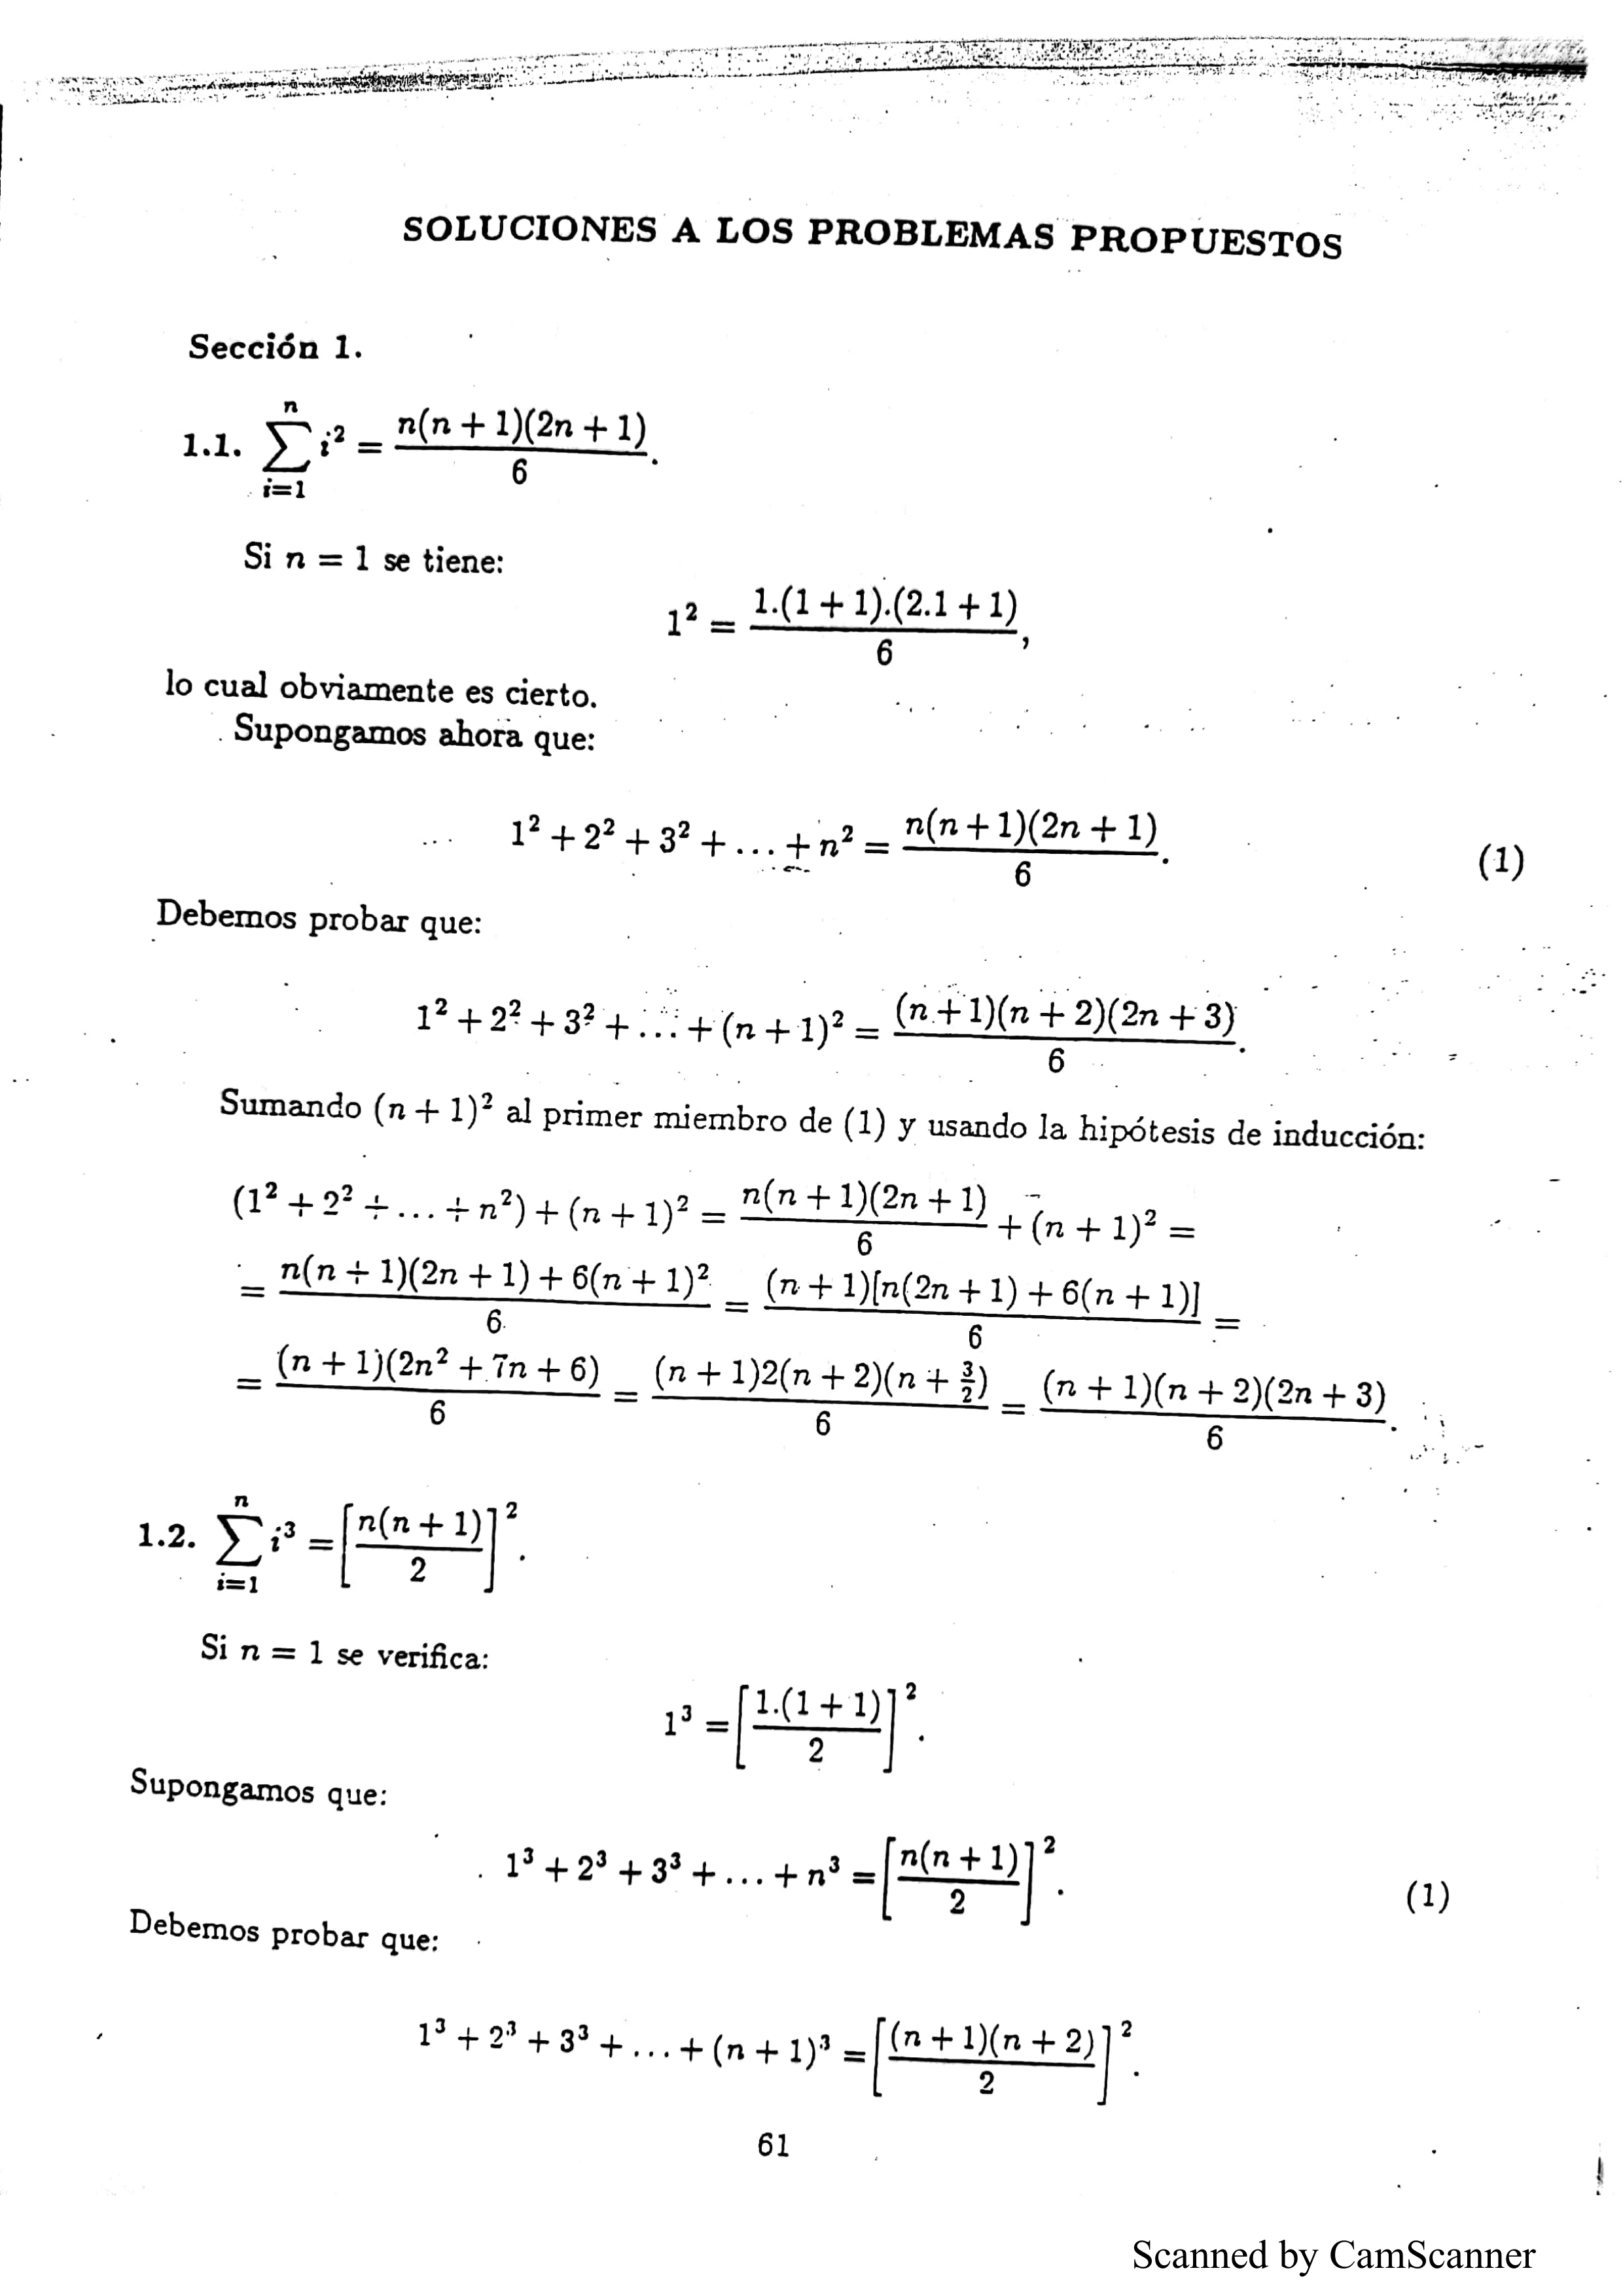 SOLUCIONES A LOS PROBLEMAS PROPUESTOS
Sección 1.
1.1. $\sum_{i=1}^{n} i^2 = \frac{n(n+1)(2n+1)}{6}.$
Si $n = 1$ se tiene:
$1^2 = \frac{1.(1+1).(2.1+1)}{6},$
lo cual obviamente es cierto.
Supongamos ahora que:
$1^2 + 2^2 + 3^2 + \ldots + n^2 = \frac{n(n+1)(2n+1)}{6}.$ (1)
Debemos probar que:
$1^2 + 2^2 + 3^2 + \ldots + (n+1)^2 = \frac{(n+1)(n+2)(2n+3)}{6}.$
Sumando $(n+1)^2$ al primer miembro de (1) y usando la hipótesis de inducción:
$(1^2 + 2^2 + \ldots + n^2) + (n+1)^2 = \frac{n(n+1)(2n+1)}{6} + (n+1)^2 =$
$= \frac{n(n+1)(2n+1) + 6(n+1)^2}{6} = \frac{(n+1)[n(2n+1) + 6(n+1)]}{6} =$
$= \frac{(n+1)(2n^2 + 7n + 6)}{6} = \frac{(n+1)2(n+2)(n+\frac{3}{2})}{6} = \frac{(n+1)(n+2)(2n+3)}{6}.$
1.2. $\sum_{i=1}^{n} i^3 = \left[\frac{n(n+1)}{2}\right]^2.$
Si $n = 1$ se verifica:
$1^3 = \left[\frac{1.(1+1)}{2}\right]^2.$
Supongamos que:
$1^3 + 2^3 + 3^3 + \ldots + n^3 = \left[\frac{n(n+1)}{2}\right]^2.$ (1)
Debemos probar que:
$1^3 + 2^3 + 3^3 + \ldots + (n+1)^3 = \left[\frac{(n+1)(n+2)}{2}\right]^2.$
61
Scanned by CamScanner